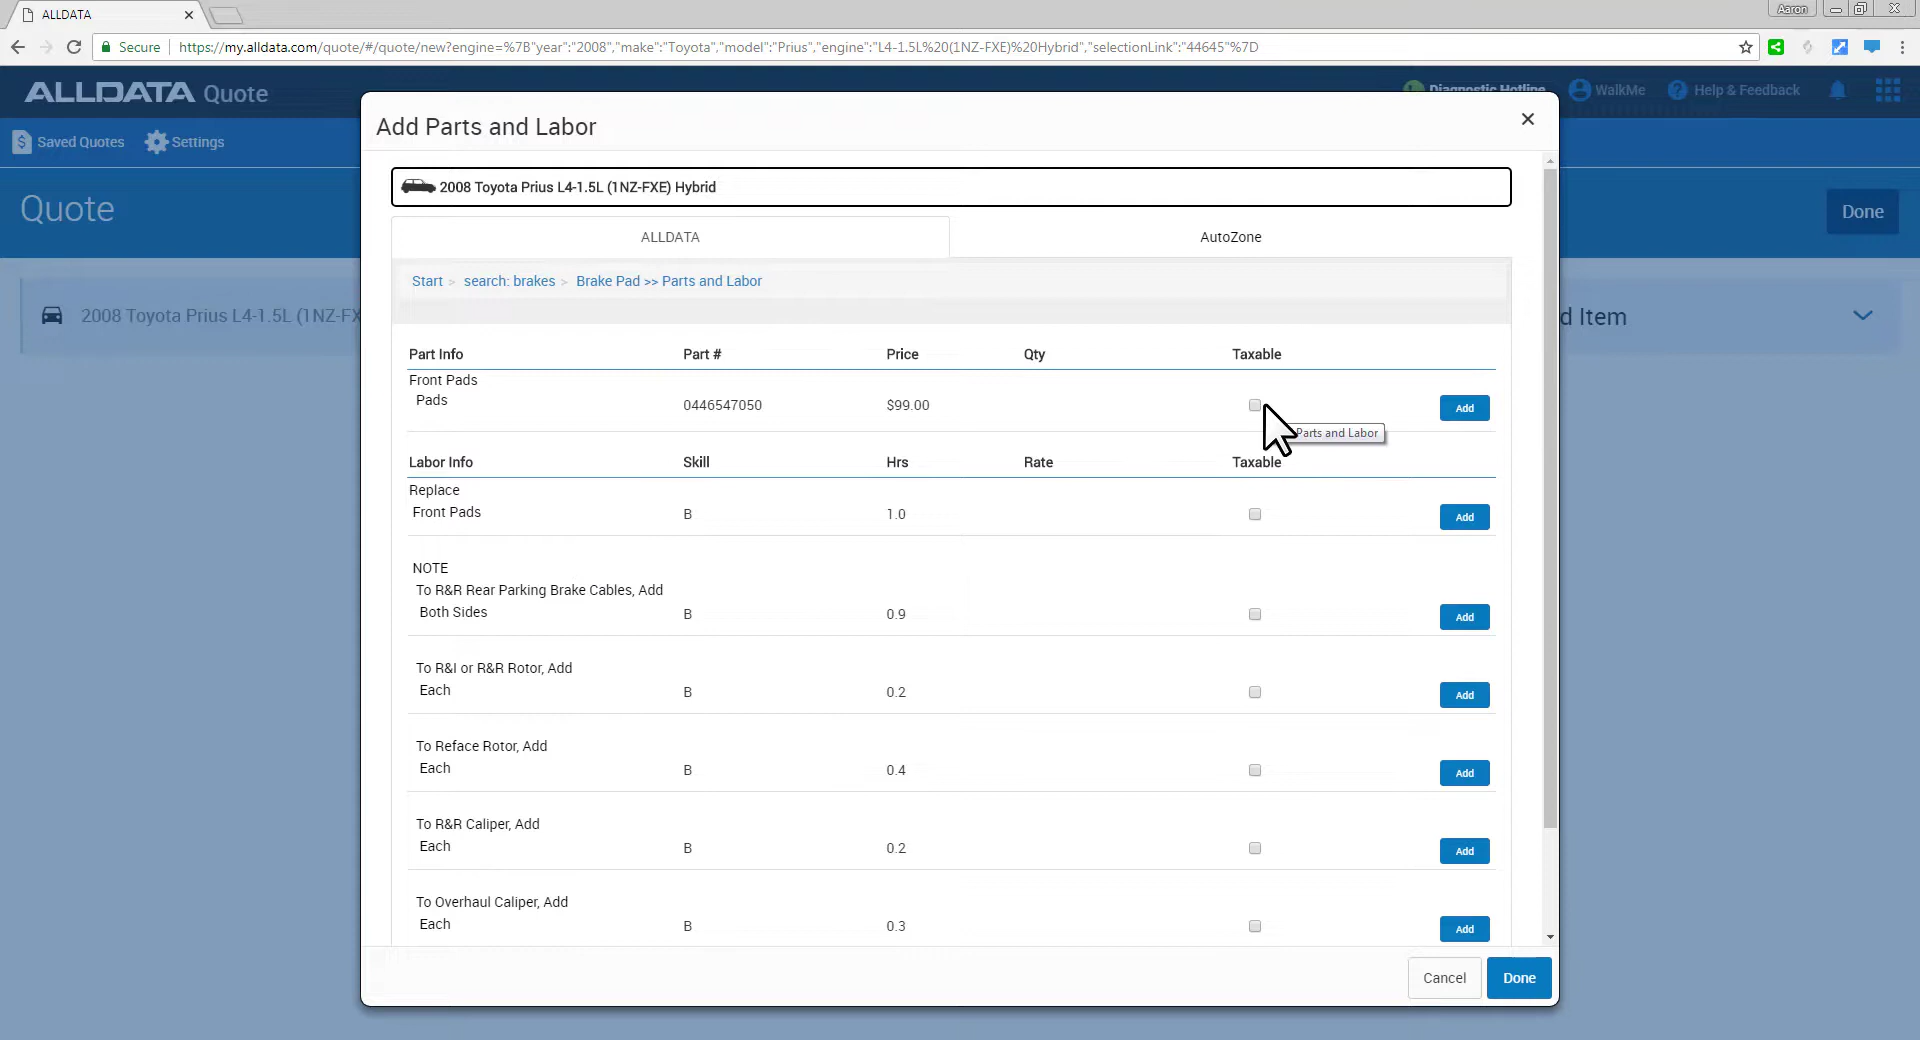 ALLDATA
Aaron
Secure https://my.alldata.com/quote/#/quote/new?engine=%7B"year":"2008","make":"Toyota","model":"Prius","engine":"L4-1.5L%20(1NZ-FXE)%20Hybrid","selectionLink":"44645"%7D
ALLDATA Quote
Diagnostic Hotline WalkMe Help & Feedback
Saved Quotes Settings
Quote
Done
2008 Toyota Prius L4-1.5L (1NZ-FX
d Item
Add Parts and Labor
2008 Toyota Prius L4-1.5L (1NZ-FXE) Hybrid
ALLDATA AutoZone
Start > search: brakes > Brake Pad >> Parts and Labor
Part Info Part # Price Qty Taxable
Front Pads
Pads 0446547050 $99.00 Add
Parts and Labor
Labor Info Skill Hrs Rate Taxable
Replace
Front Pads B 1.0 Add
NOTE
To R&R Rear Parking Brake Cables, Add
Both Sides B 0.9 Add
To R&I or R&R Rotor, Add
Each B 0.2 Add
To Reface Rotor, Add
Each B 0.4 Add
To R&R Caliper, Add
Each B 0.2 Add
To Overhaul Caliper, Add
Each B 0.3 Add
Cancel Done